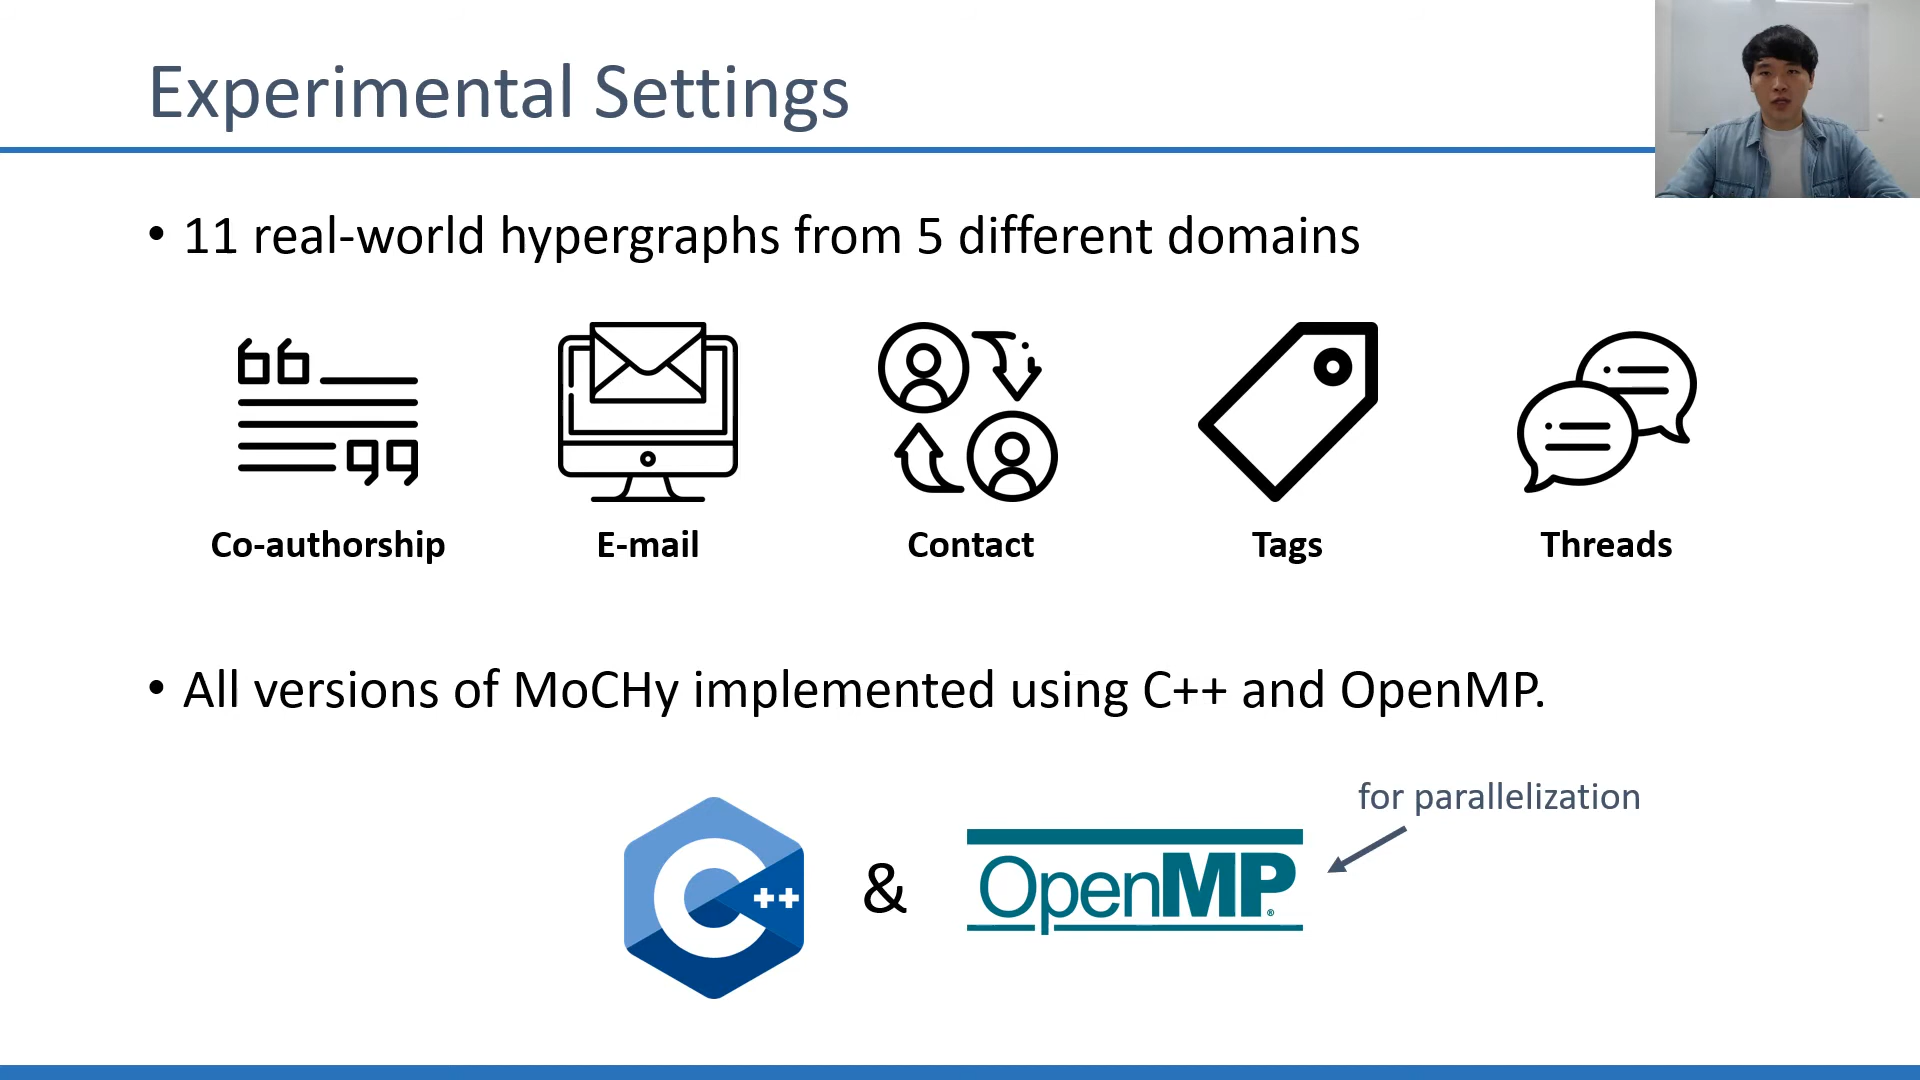 Experimental Settings
• 11 real-world hypergraphs from 5 different domains
Co-authorship
E-mail
Contact
Tags
Threads
• All versions of MoCHy implemented using C++ and OpenMP.
for parallelization
C++
&
OpenMP®